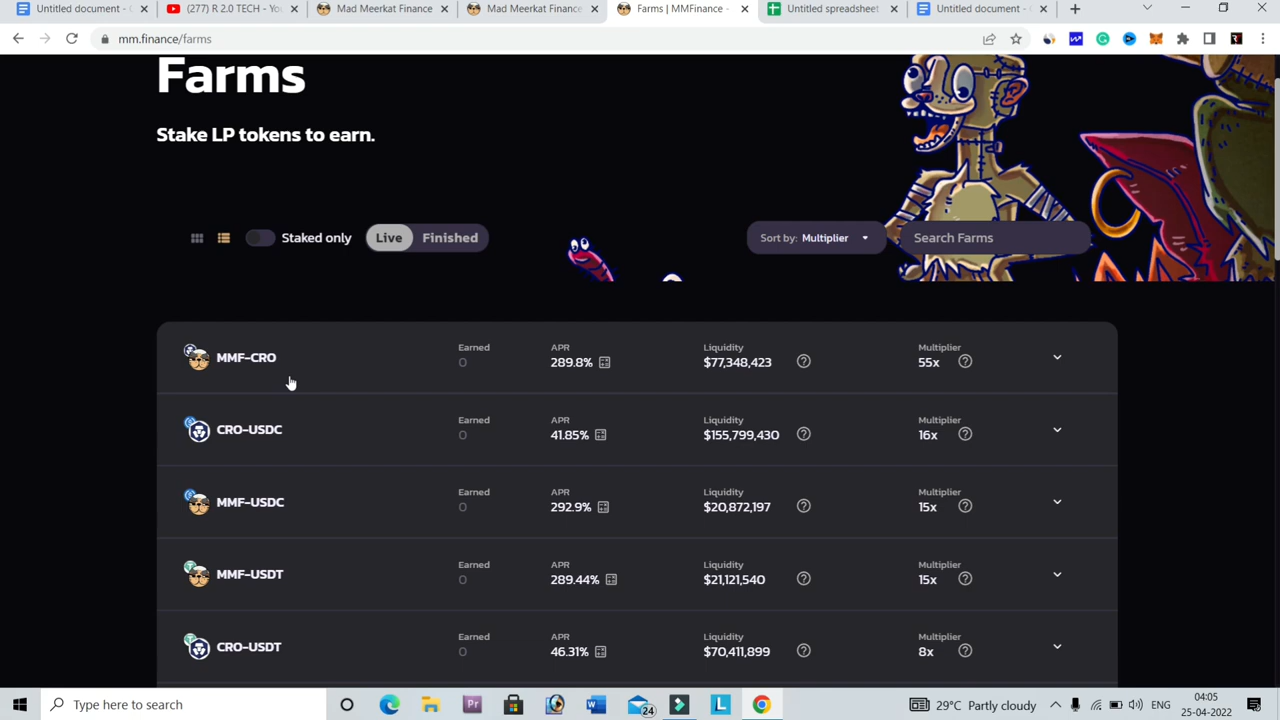 Untitled document - G
(277) R 2.0 TECH - YouTu
Mad Meerkat Finance
Mad Meerkat Finance
Farms | MMFinance -
Untitled spreadsheet
Untitled document - G
mm.finance/farms
Farms
Stake LP tokens to earn.
Staked only
Live
Finished
Sort by: Multiplier
Search Farms
MMF-CRO
Earned
0
APR
289.8%
Liquidity
$77,348,423
Multiplier
55x
CRO-USDC
Earned
0
APR
41.85%
Liquidity
$155,799,430
Multiplier
16x
MMF-USDC
Earned
0
APR
292.9%
Liquidity
$20,872,197
Multiplier
15x
MMF-USDT
Earned
0
APR
289.44%
Liquidity
$21,121,540
Multiplier
15x
CRO-USDT
Earned
0
APR
46.31%
Liquidity
$70,411,899
Multiplier
8x
Type here to search
Pr
24
L
29°C Partly cloudy
ENG
04:05
25-04-2022